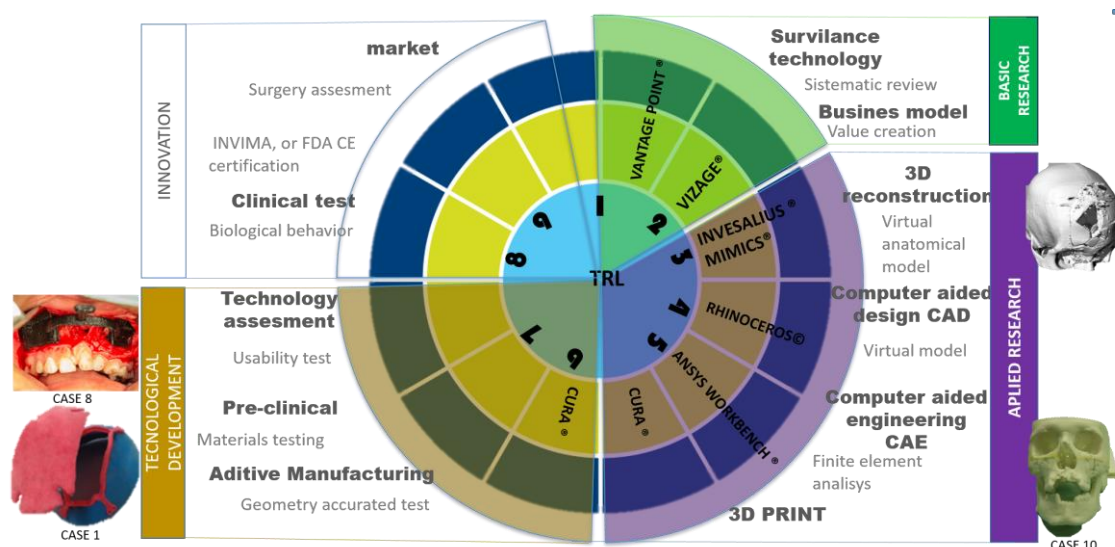 market
Surgery assesment
INVIMA, or FDA CE
certification
Clinical test
Biological behavior
INNOVATION
Survilance
technology
Sistematic review
Busines model
Value creation
BASIC
RESEARCH
3D
reconstruction
Virtual
anatomical
model
Computer aided
design CAD
Virtual model
Computer aided
engineering
CAE
Finite element
analisys
3D PRINT
APLIED RESEARCH
Technology
assesment
Usability test
Pre-clinical
Materials testing
Aditive Manufacturing
Geometry accurated test
TECNOLOGICAL
DEVELOPMENT
VANTAGE POINT ®
VIZAGE®
INVESALIUS ®
MIMICS®
RHINOCEROS©
ANSYS WORKBENCH ®
CURA ®
CURA ®
TRL
1
2
3
4
5
6
7
8
9
CASE 8
CASE 1
CASE 10